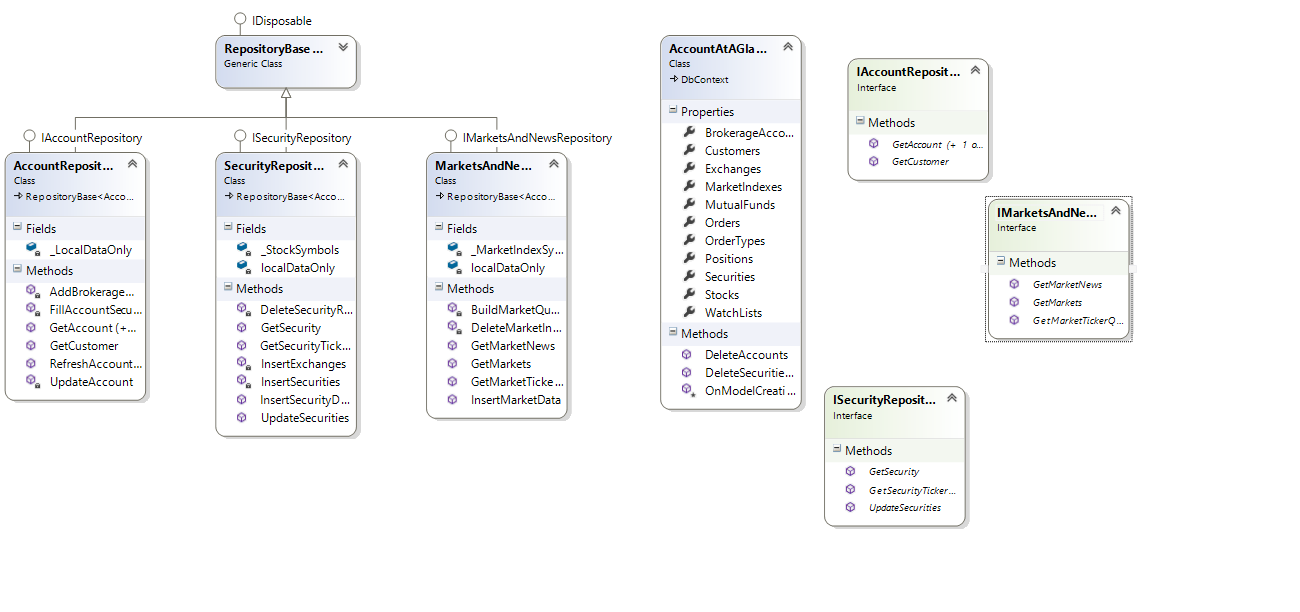 IDisposable
RepositoryBase ...
Generic Class
IAccountRepository
AccountReposit...
Class
RepositoryBase<Acco...
Fields
_LocalDataOnly
Methods
AddBrokerage...
FillAccountSecu...
GetAccount (+...
GetCustomer
RefreshAccount...
UpdateAccount
ISecurityRepository
SecurityReposit...
Class
RepositoryBase<Acco...
Fields
_StockSymbols
localDataOnly
Methods
DeleteSecurityR...
GetSecurity
GetSecurityTick...
InsertExchanges
InsertSecurities
InsertSecurityD...
UpdateSecurities
IMarketsAndNewsRepository
MarketsAndNe...
Class
RepositoryBase<Acco...
Fields
_MarketIndexSy...
localDataOnly
Methods
BuildMarketQu...
DeleteMarketIn...
GetMarketNews
GetMarkets
GetMarketTicke...
InsertMarketData
AccountAtAGla...
Class
DbContext
Properties
BrokerageAcco...
Customers
Exchanges
MarketIndexes
MutualFunds
Orders
OrderTypes
Positions
Securities
Stocks
WatchLists
Methods
DeleteAccounts
DeleteSecuritie...
OnModelCreati...
IAccountReposit...
Interface
Methods
GetAccount (+ 1 o...
GetCustomer
IMarketsAndNe...
Interface
Methods
GetMarketNews
GetMarkets
GetMarketTickerQ...
ISecurityReposit...
Interface
Methods
GetSecurity
GetSecurityTicker...
UpdateSecurities